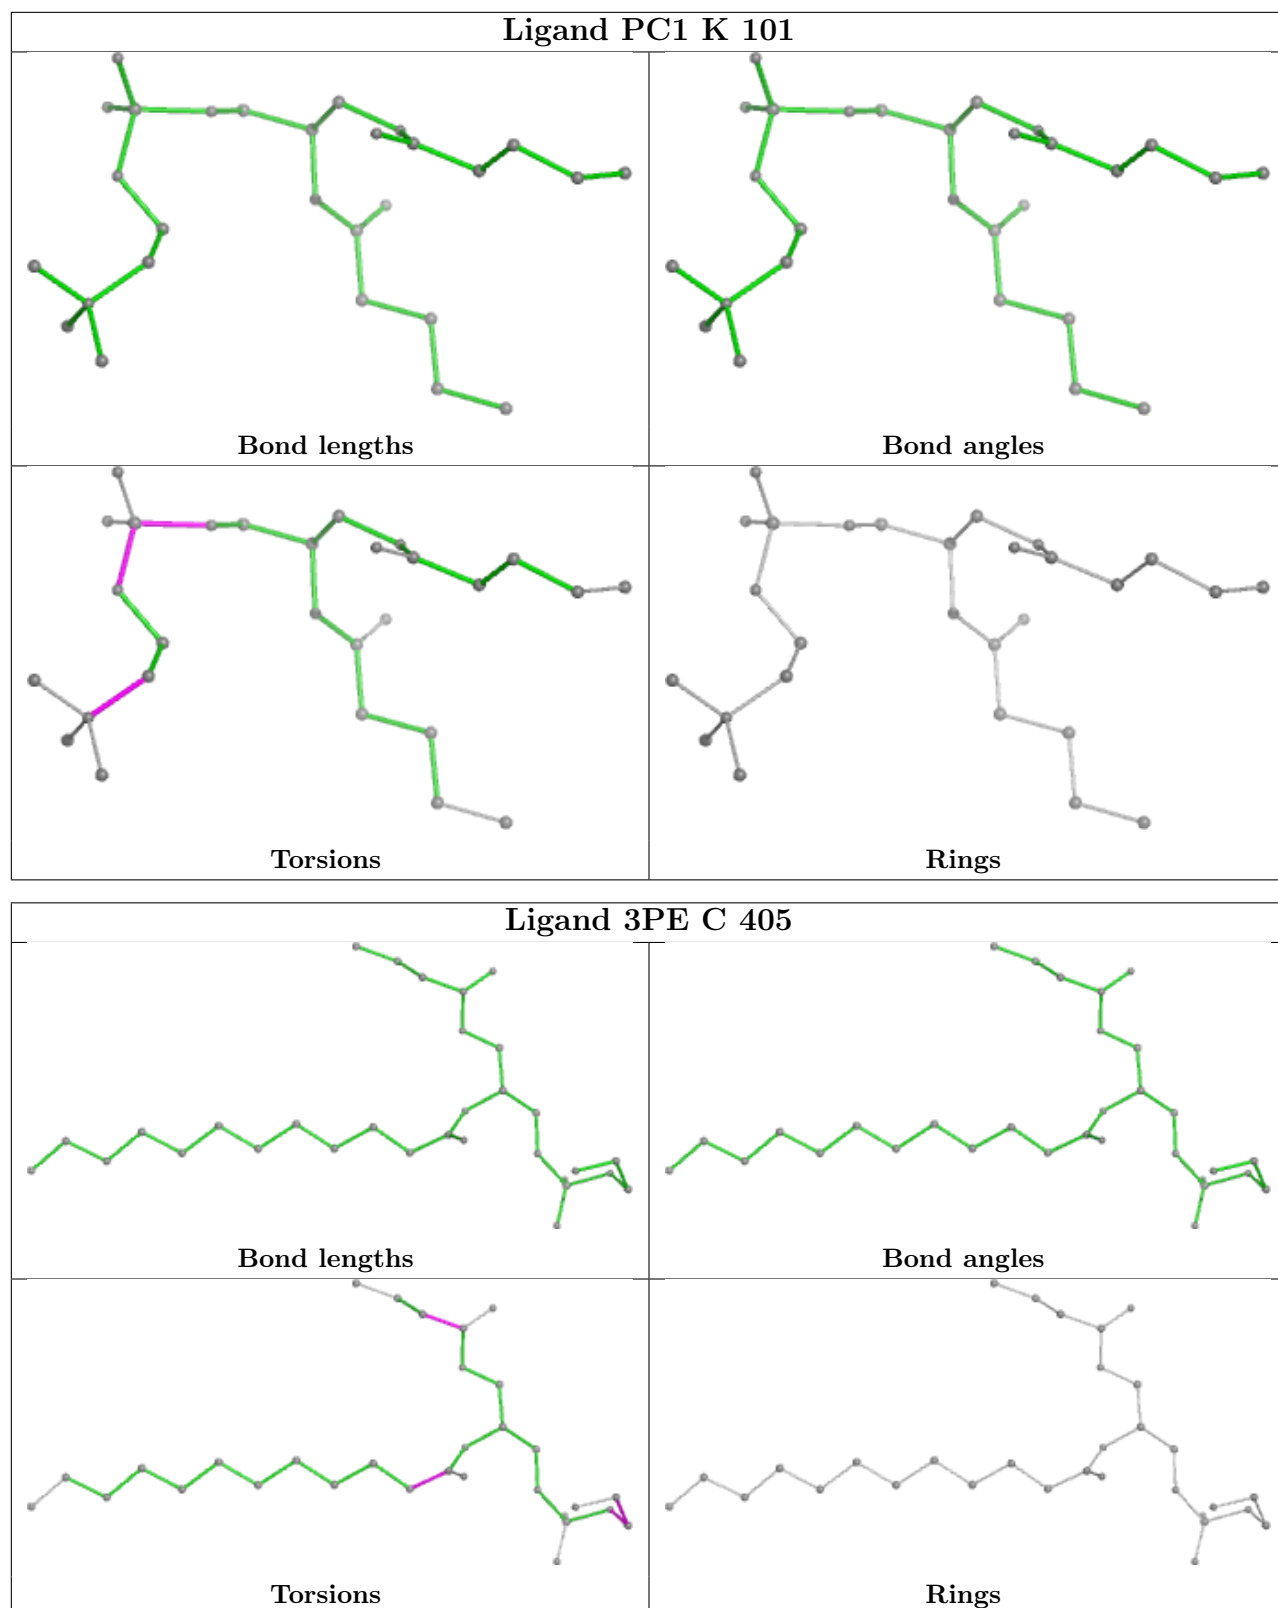 Ligand PC1 K 101
Bond lengths
Bond angles
Torsions
Rings
Ligand 3PE C 405
Bond lengths
Bond angles
Torsions
Rings